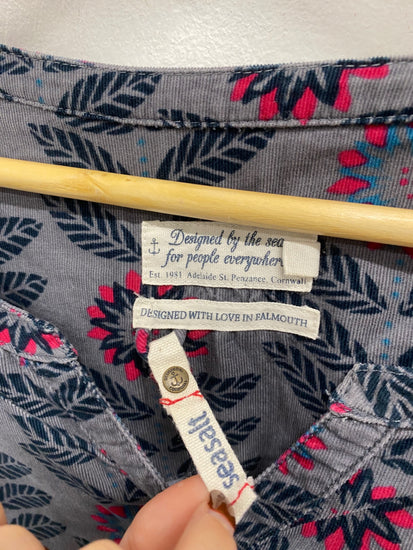 Designed by the sea
for people everywhere
Est. 1981 Adelaide St. Penzance, Cornwall
DESIGNED WITH LOVE IN FALMOUTH
seasalt